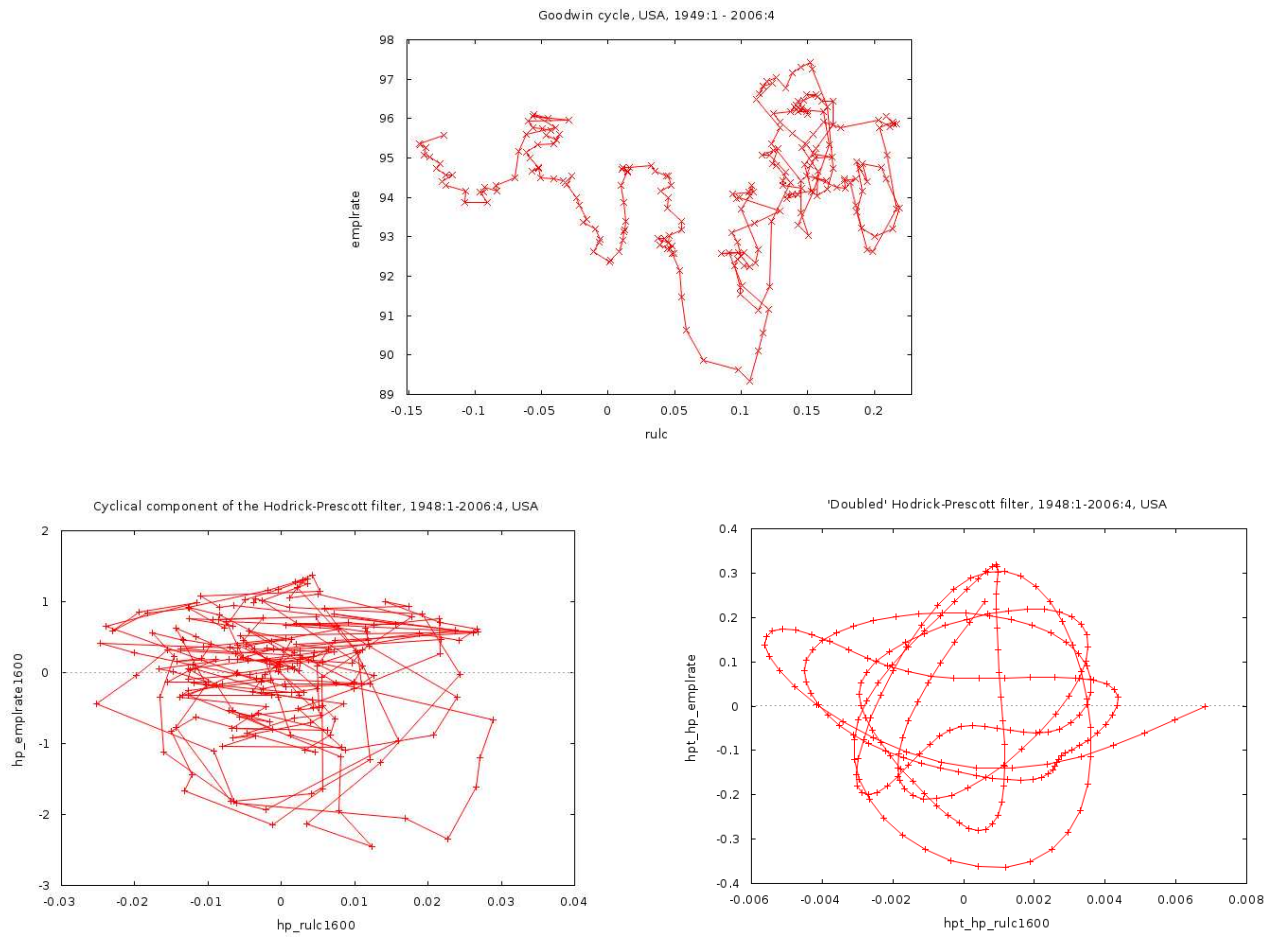 Goodwin cycle, USA, 1949:1 - 2006:4
98
97
96
95
94
93
92
91
90
89
emplrate
-0.15 -0.1 -0.05 0 0.05 0.1 0.15 0.2
rulc
Cyclical component of the Hodrick-Prescott filter, 1948:1-2006:4, USA
2
1
0
-1
-2
-3
hp_emplrate1600
-0.03 -0.02 -0.01 0 0.01 0.02 0.03 0.04
hp_rulc1600
'Doubled' Hodrick-Prescott filter, 1948:1-2006:4, USA
0.4
0.3
0.2
0.1
0
-0.1
-0.2
-0.3
-0.4
hpt_hp_emplrate
-0.006 -0.004 -0.002 0 0.002 0.004 0.006 0.008
hpt_hp_rulc1600